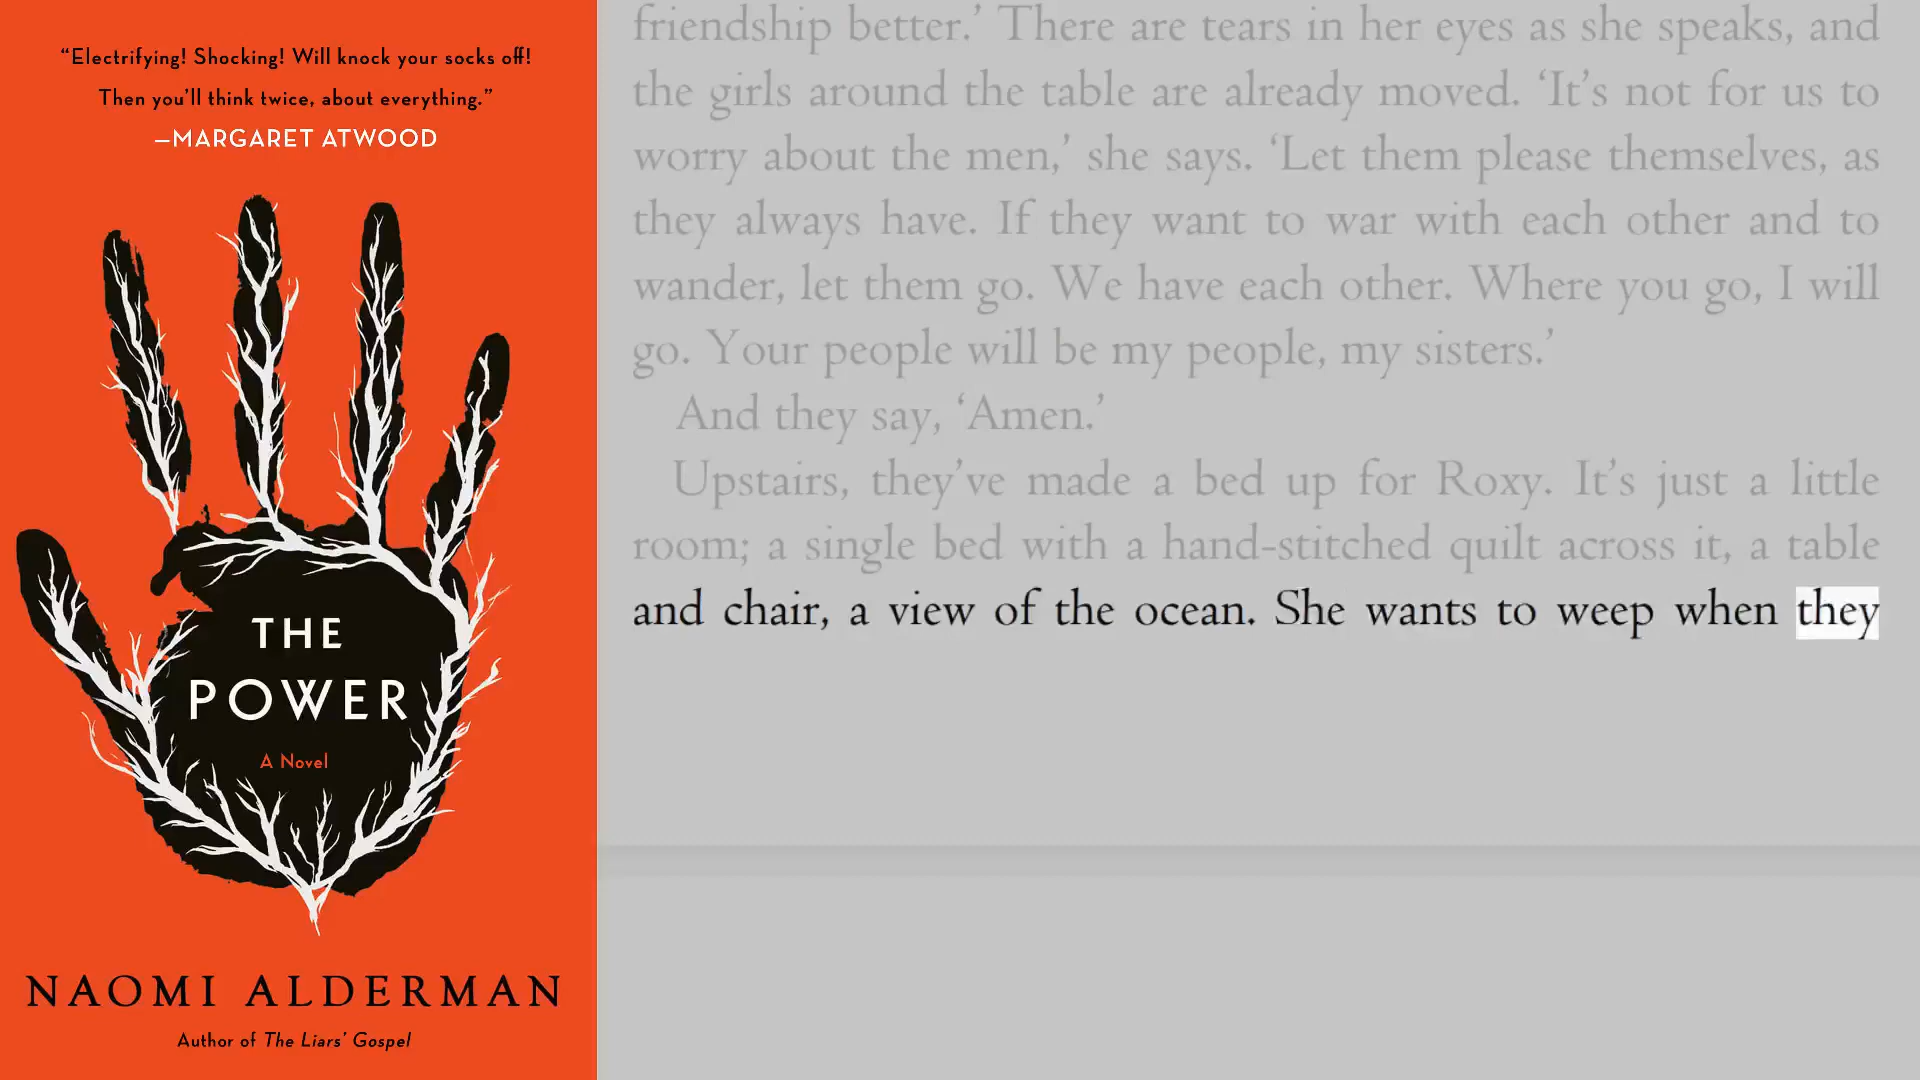 “Electrifying! Shocking! Will knock your socks off!
Then you’ll think twice, about everything.”
—MARGARET ATWOOD
THE
POWER
A Novel
NAOMI ALDERMAN
Author of The Liars’ Gospel
friendship better.’ There are tears in her eyes as she speaks, and
the girls around the table are already moved. ‘It’s not for us to
worry about the men,’ she says. ‘Let them please themselves, as
they always have. If they want to war with each other and to
wander, let them go. We have each other. Where you go, I will
go. Your people will be my people, my sisters.’
And they say, ‘Amen.’
Upstairs, they’ve made a bed up for Roxy. It’s just a little
room; a single bed with a hand-stitched quilt across it, a table
and chair, a view of the ocean. She wants to weep when they